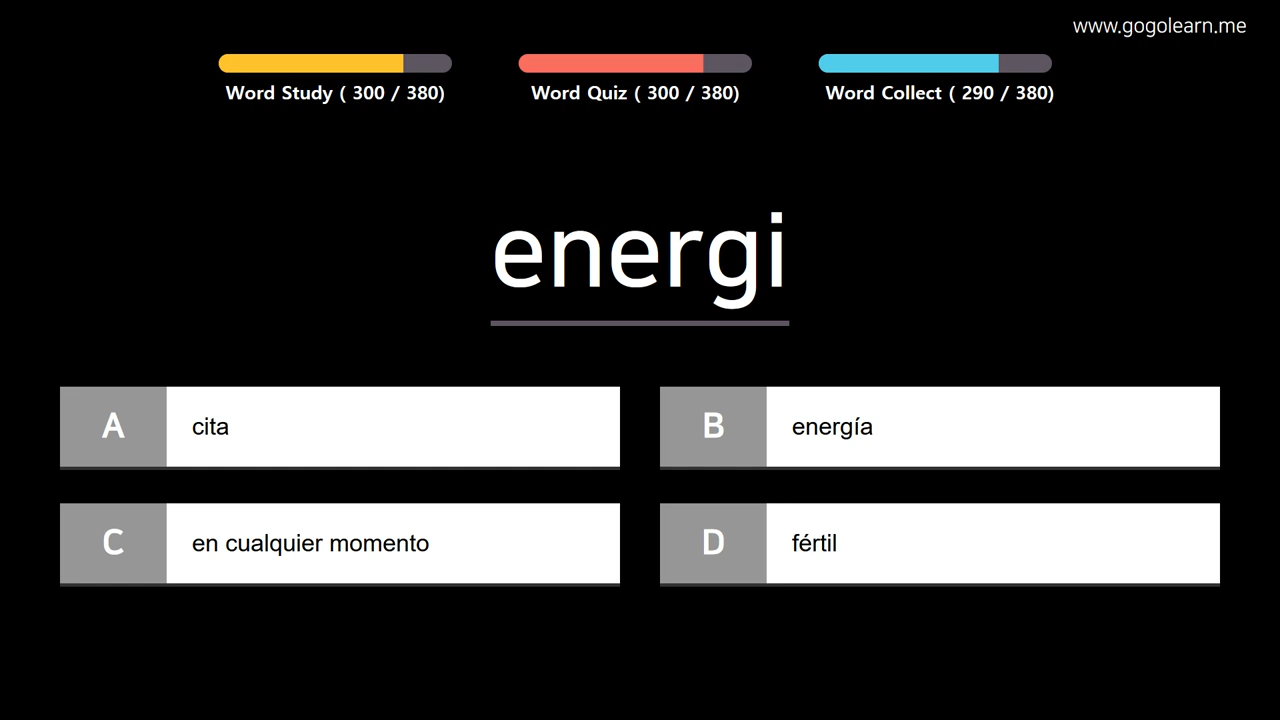 www.gogolearn.me
Word Study ( 300 / 380)
Word Quiz ( 300 / 380)
Word Collect ( 290 / 380)
energi
A cita
B energía
C en cualquier momento
D fértil